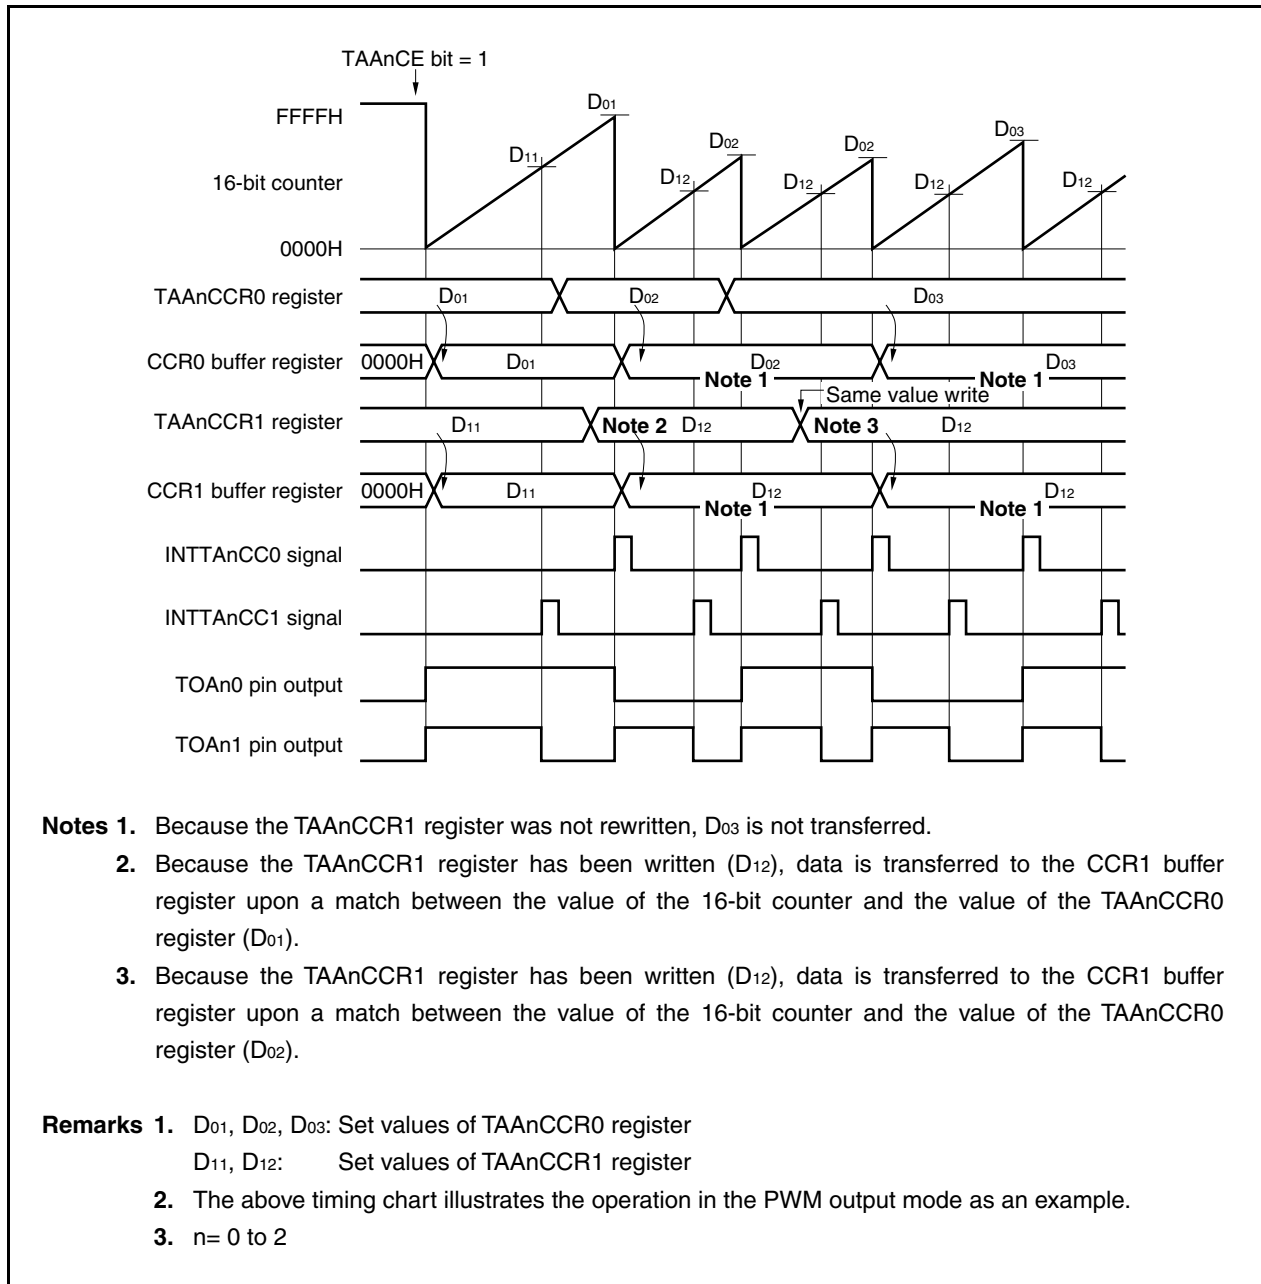 TAAnCE bit = 1
FFFFH
D01
D11
D02
D02
D03
16-bit counter
D12
D12
D12
D12
0000H
TAAnCCR0 register
D01
D02
D03
CCR0 buffer register
0000H
D01
D02
D03
Note 1
Note 1
Same value write
TAAnCCR1 register
D11
Note 2
D12
Note 3
D12
CCR1 buffer register
0000H
D11
D12
D12
Note 1
Note 1
INTTAnCC0 signal
INTTAnCC1 signal
TOAn0 pin output
TOAn1 pin output
Notes 1. Because the TAAnCCR1 register was not rewritten, D03 is not transferred.
2. Because the TAAnCCR1 register has been written (D12), data is transferred to the CCR1 buffer
register upon a match between the value of the 16-bit counter and the value of the TAAnCCR0
register (D01).
3. Because the TAAnCCR1 register has been written (D12), data is transferred to the CCR1 buffer
register upon a match between the value of the 16-bit counter and the value of the TAAnCCR0
register (D02).
Remarks 1. D01, D02, D03: Set values of TAAnCCR0 register
D11, D12: Set values of TAAnCCR1 register
2. The above timing chart illustrates the operation in the PWM output mode as an example.
3. n= 0 to 2